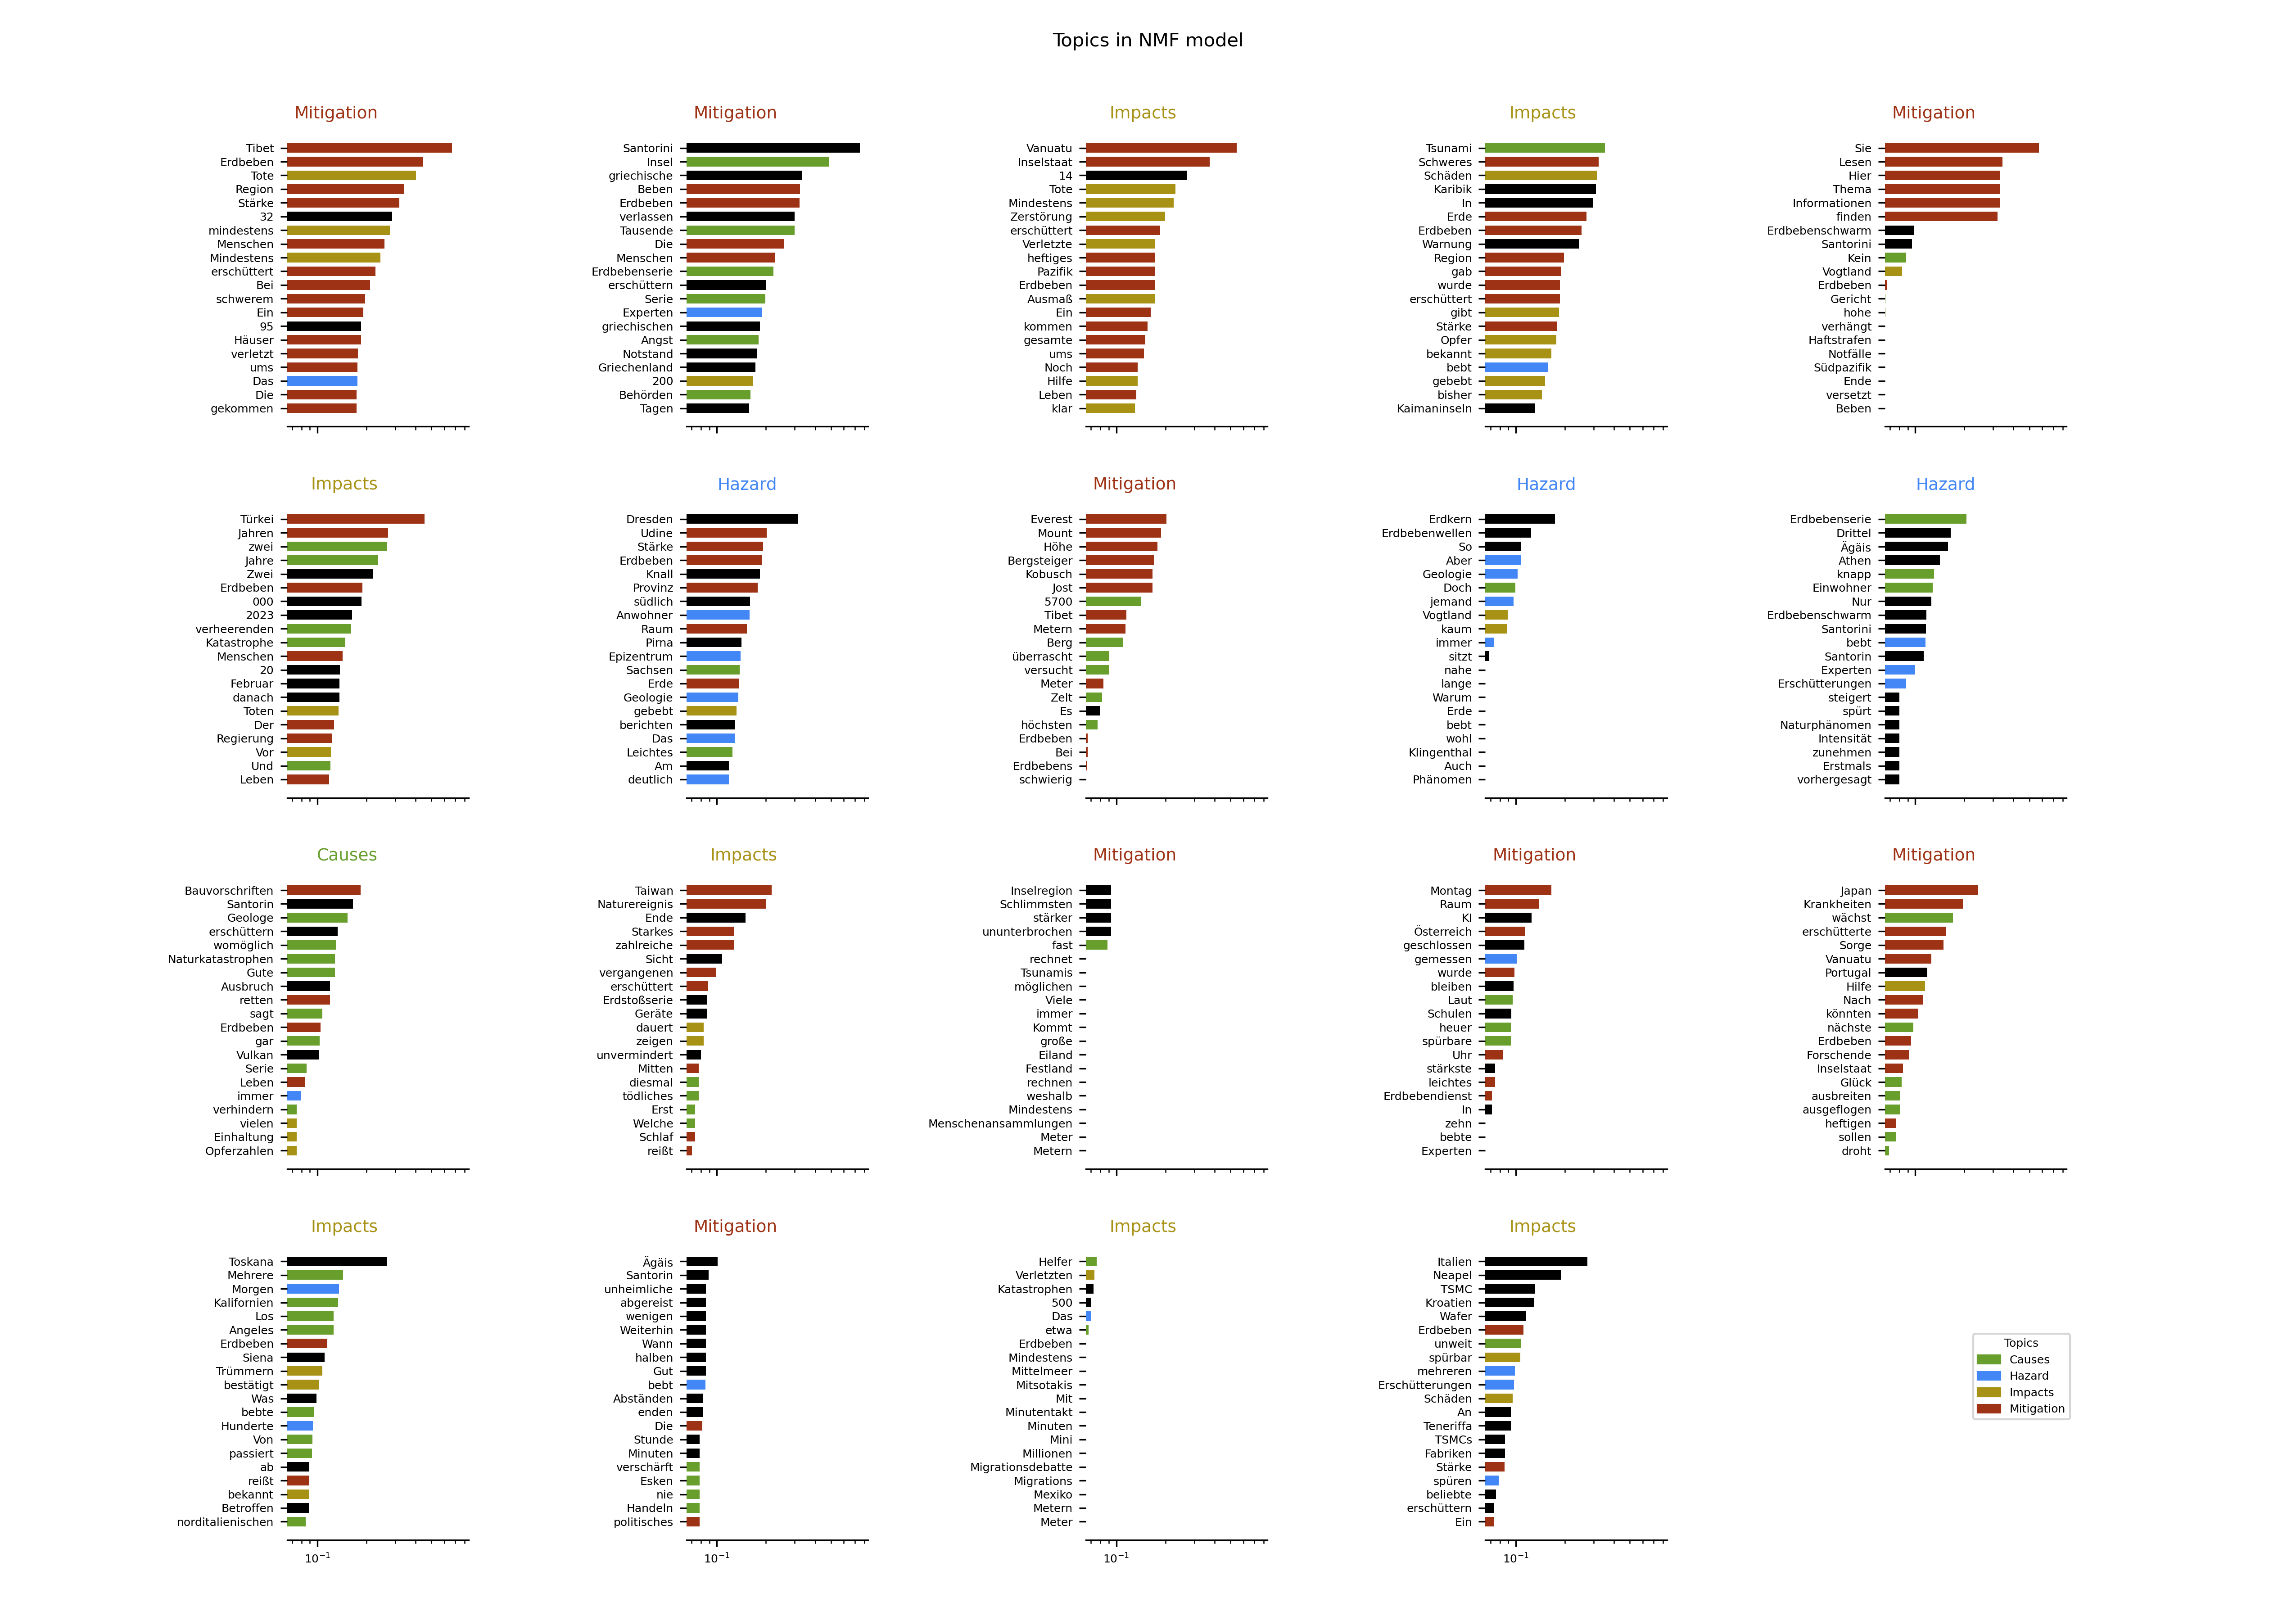 Topics in NMF model
Mitigation
Tibet
Erdbeben
Tote
Region
Stärke
32
mindestens
Menschen
Mindestens
erschüttert
Bei
schwerem
Ein
95
Häuser
verletzt
ums
Das
Die
gekommen
Mitigation
Santorini
Insel
griechische
Beben
Erdbeben
verlassen
Tausende
Die
Menschen
Erdbebenserie
erschüttern
Serie
Experten
griechischen
Angst
Notstand
Griechenland
200
Behörden
Tagen
Impacts
Vanuatu
Inselstaat
14
Tote
Mindestens
Zerstörung
erschüttert
Verletzte
heftiges
Pazifik
Erdbeben
Ausmaß
Ein
kommen
gesamte
ums
Noch
Hilfe
Leben
klar
Impacts
Tsunami
Schweres
Schäden
Karibik
In
Erde
Erdbeben
Warnung
Region
gab
wurde
erschüttert
gibt
Stärke
Opfer
bekannt
bebt
gebebt
bisher
Kaimaninseln
Mitigation
Sie
Lesen
Hier
Thema
Informationen
finden
Erdbebenschwarm
Santorini
Kein
Vogtland
Erdbeben
Gericht
hohe
verhängt
Haftstrafen
Notfälle
Südpazifik
Ende
versetzt
Beben
Impacts
Türkei
Jahren
zwei
Jahre
Zwei
Erdbeben
000
2023
verheerenden
Katastrophe
Menschen
20
Februar
danach
Toten
Der
Regierung
Vor
Und
Leben
Hazard
Dresden
Udine
Stärke
Erdbeben
Knall
Provinz
südlich
Anwohner
Raum
Pirna
Epizentrum
Sachsen
Erde
Geologie
gebebt
berichten
Das
Leichtes
Am
deutlich
Mitigation
Everest
Mount
Höhe
Bergsteiger
Kobusch
Jost
5700
Tibet
Metern
Berg
überrascht
versucht
Meter
Zelt
Es
höchsten
Erdbeben
Bei
Erdbebens
schwierig
Hazard
Erdkern
Erdbebenwellen
So
Aber
Geologie
Doch
jemand
Vogtland
kaum
immer
sitzt
nahe
lange
Warum
Erde
bebt
wohl
Klingenthal
Auch
Phänomen
Hazard
Erdbebenserie
Drittel
Ägäis
Athen
knapp
Einwohner
Nur
Erdbebenschwarm
Santorini
bebt
Santorin
Experten
Erschütterungen
steigert
spürt
Naturphänomen
Intensität
zunehmen
Erstmals
vorhergesagt
Causes
Bauvorschriften
Santorin
Geologe
erschüttern
womöglich
Naturkatastrophen
Gute
Ausbruch
retten
sagt
Erdbeben
gar
Vulkan
Serie
Leben
immer
verhindern
vielen
Einhaltung
Opferzahlen
Impacts
Taiwan
Naturereignis
Ende
Starkes
zahlreiche
Sicht
vergangenen
erschüttert
Erdstoßserie
Geräte
dauert
zeigen
unvermindert
Mitten
diesmal
tödliches
Erst
Welche
Schlaf
reißt
Mitigation
Inselregion
Schlimmsten
stärker
ununterbrochen
fast
rechnet
Tsunamis
möglichen
Viele
immer
Kommt
große
Eiland
Festland
rechnen
weshalb
Mindestens
Menschenansammlungen
Meter
Metern
Mitigation
Montag
Raum
KI
Österreich
geschlossen
gemessen
wurde
bleiben
Laut
Schulen
heuer
spürbare
Uhr
stärkste
leichtes
Erdbebendienst
In
zehn
bebte
Experten
Mitigation
Japan
Krankheiten
wächst
erschütterte
Sorge
Vanuatu
Portugal
Hilfe
Nach
könnten
nächste
Erdbeben
Forschende
Inselstaat
Glück
ausbreiten
ausgeflogen
heftigen
sollen
droht
Impacts
Toskana
Mehrere
Morgen
Kalifornien
Los
Angeles
Erdbeben
Siena
Trümmern
bestätigt
Was
bebte
Hunderte
Von
passiert
ab
reißt
bekannt
Betroffen
norditalienischen
10⁻¹
Mitigation
Ägäis
Santorin
unheimliche
abgereist
wenigen
Weiterhin
Wann
halben
Gut
bebt
Abständen
enden
Die
Stunde
Minuten
verschärft
Esken
nie
Handeln
politisches
10⁻¹
Impacts
Helfer
Verletzten
Katastrophen
500
Das
etwa
Erdbeben
Mindestens
Mittelmeer
Mitsotakis
Mit
Minutentakt
Minuten
Mini
Millionen
Migrationsdebatte
Migrations
Mexiko
Metern
Meter
10⁻¹
Impacts
Italien
Neapel
TSMC
Kroatien
Wafer
Erdbeben
unweit
spürbar
mehreren
Erschütterungen
Schäden
An
Teneriffa
TSMCs
Fabriken
Stärke
spüren
beliebte
erschüttern
Ein
10⁻¹
Topics
Causes
Hazard
Impacts
Mitigation